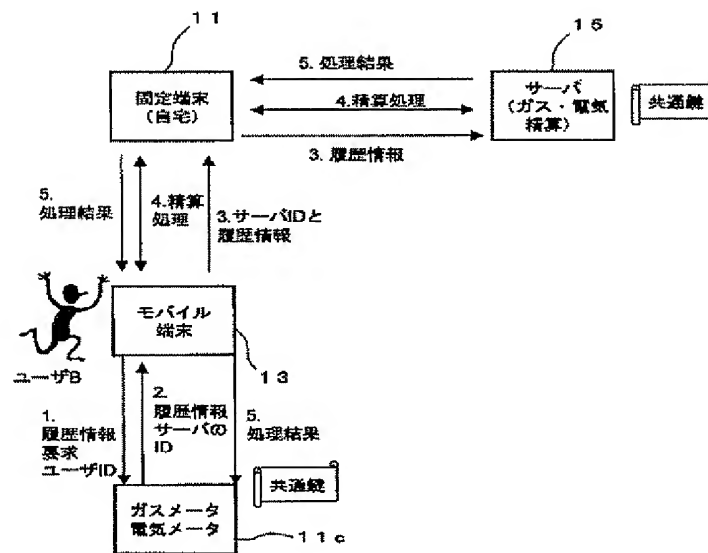 11
15
5. 処理結果
固定端末
(自宅)
4.精算処理
サーバ
(ガス・電気
精算)
共通鍵
3. 履歴情報
5.
処理結果
4.精算
処理
3.サーバIDと
履歴情報
モバイル
端末
ユーザB
13
1.
履歴情報
要求
ユーザID
2.
履歴情報
サーバの
ID
5.
処理結果
共通鍵
ガスメータ
電気メータ
11c